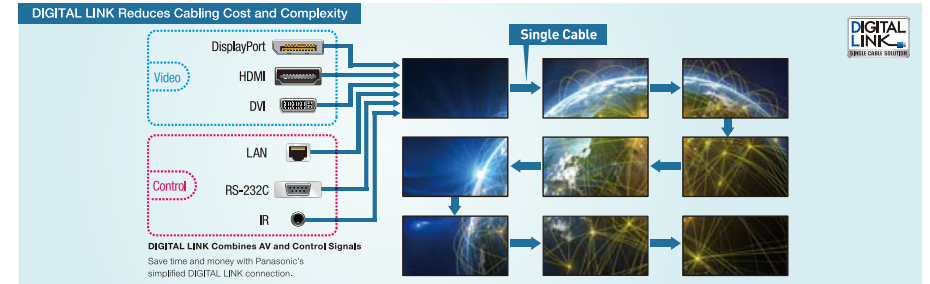 DIGITAL LINK Reduces Cabling Cost and Complexity
DIGITAL
LINK
SINGLE CABLE SOLUTION
Single Cable
DisplayPort
Video
HDMI
DVI
LAN
Control
RS-232C
IR
DIGITAL LINK Combines AV and Control Signals
Save time and money with Panasonic's
simplified DIGITAL LINK connection.